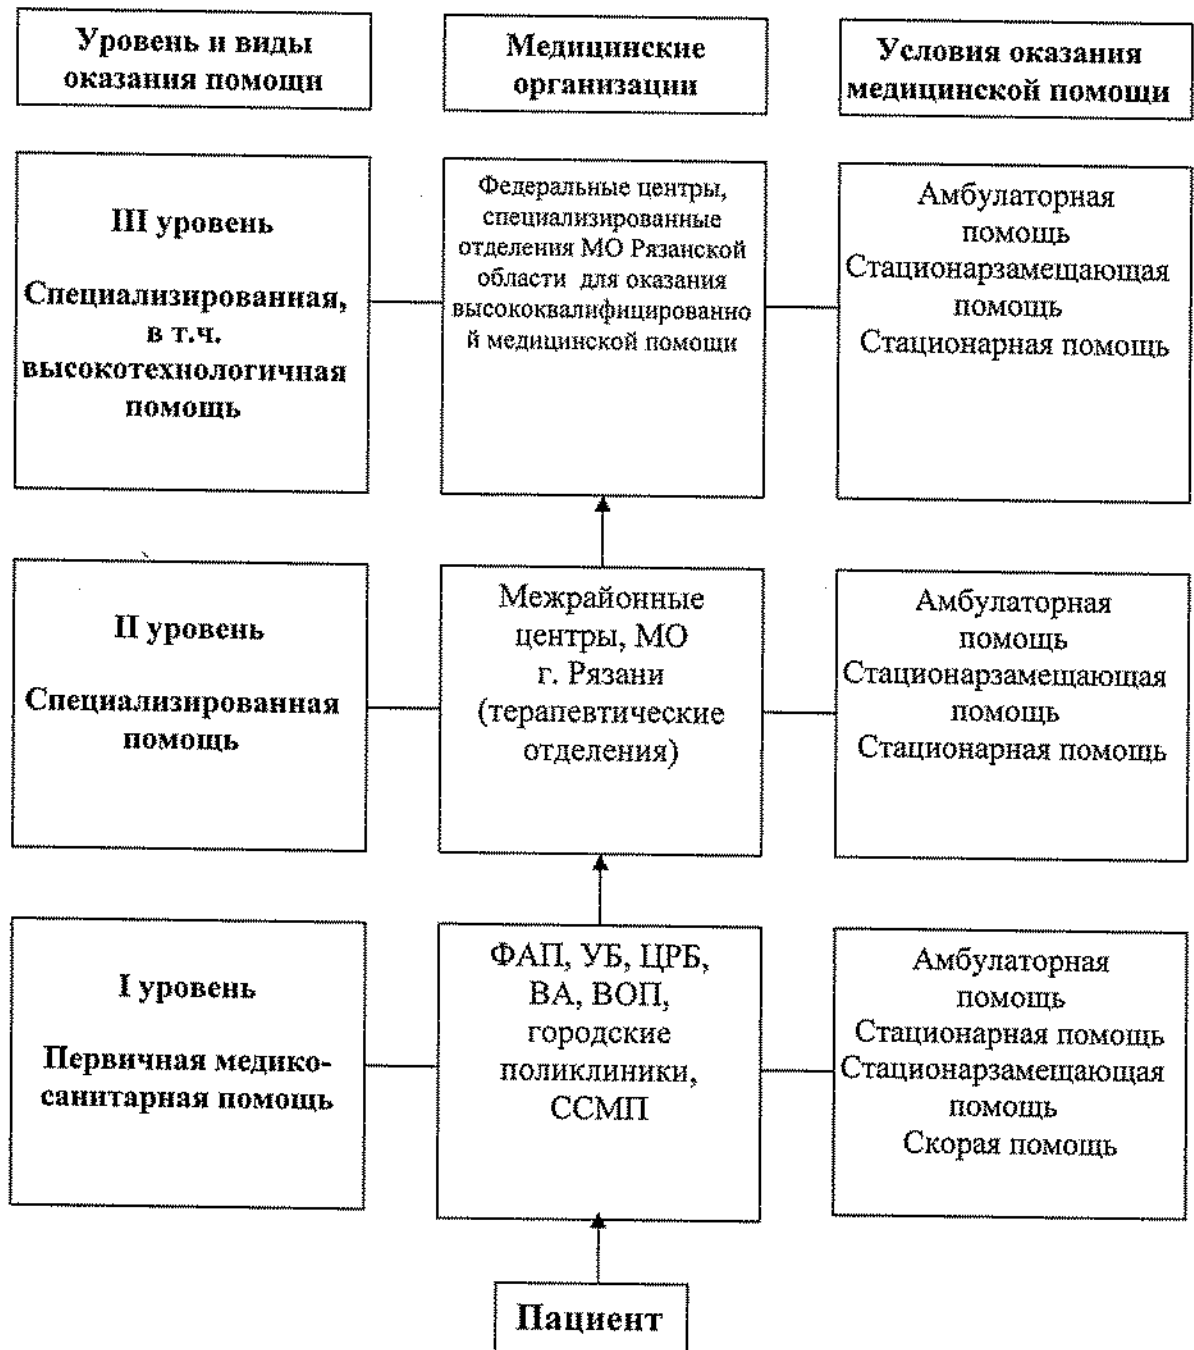 Уровень и виды
оказания помощи
Медицинские
организации
Условия оказания
медицинской помощи
III уровень
Специализированная,
в т.ч.
высокотехнологичная
помощь
Федеральные центры,
специализированные
отделения МО Рязанской
области для оказания
высококвалифицированно
й медицинской помощи
Амбулаторная
помощь
Стационарзамещающая
помощь
Стационарная помощь
II уровень
Специализированная
помощь
Межрайонные
центры, МО
г. Рязани
(терапевтические
отделения)
Амбулаторная
помощь
Стационарзамещающая
помощь
Стационарная помощь
I уровень
Первичная медико-
санитарная помощь
ФАП, УБ, ЦРБ,
ВА, ВОП,
городские
поликлиники,
ССМП
Амбулаторная
помощь
Стационарная помощь
Стационарзамещающая
помощь
Скорая помощь
Пациент